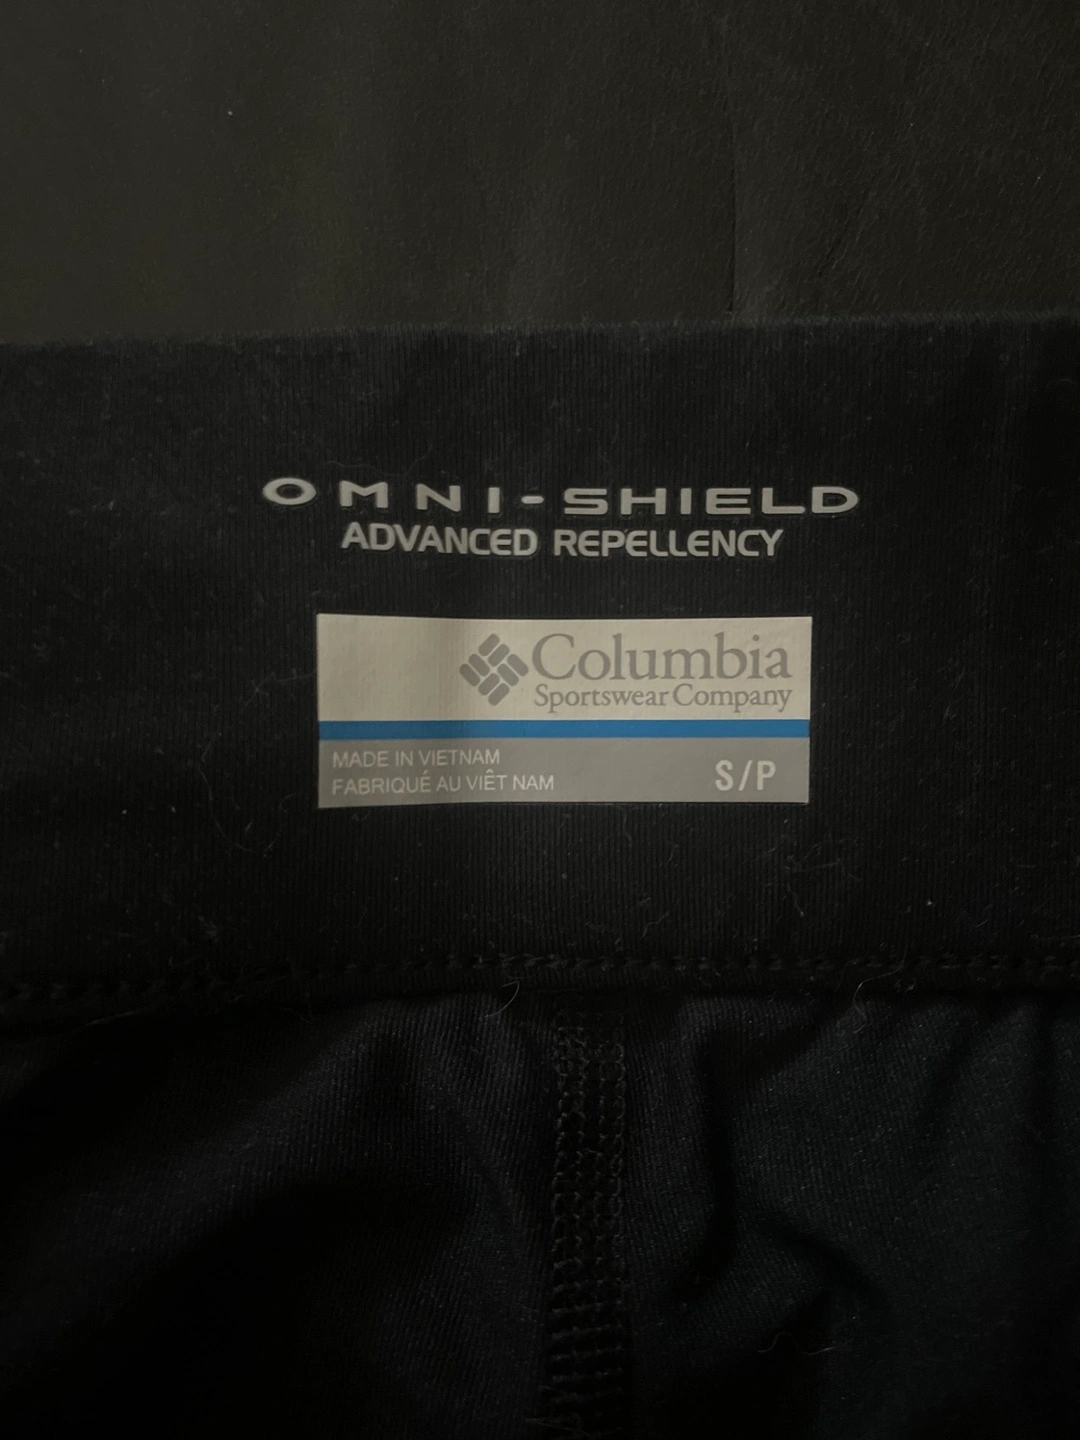 OMNI-SHIELD
ADVANCED REPELLENCY
Columbia
Sportswear Company
MADE IN VIETNAM
FABRIQUÉ AU VIÊT NAM
S/P